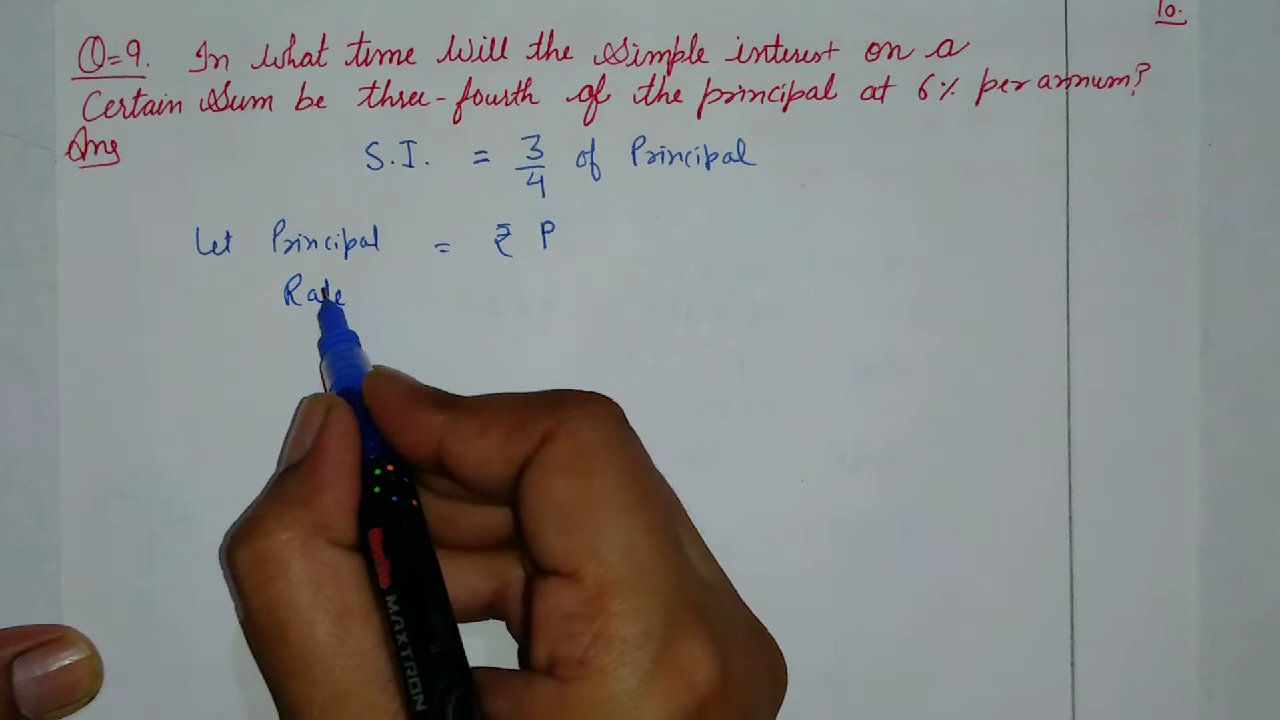 10.
Q=9. In what time will the simple interest on a
Certain Sum be three-fourth of the principal at 6% per annum?
Ans
S.I. = 3/4 of Principal
Let Principal = ₹ P
Rate
MAXTRON